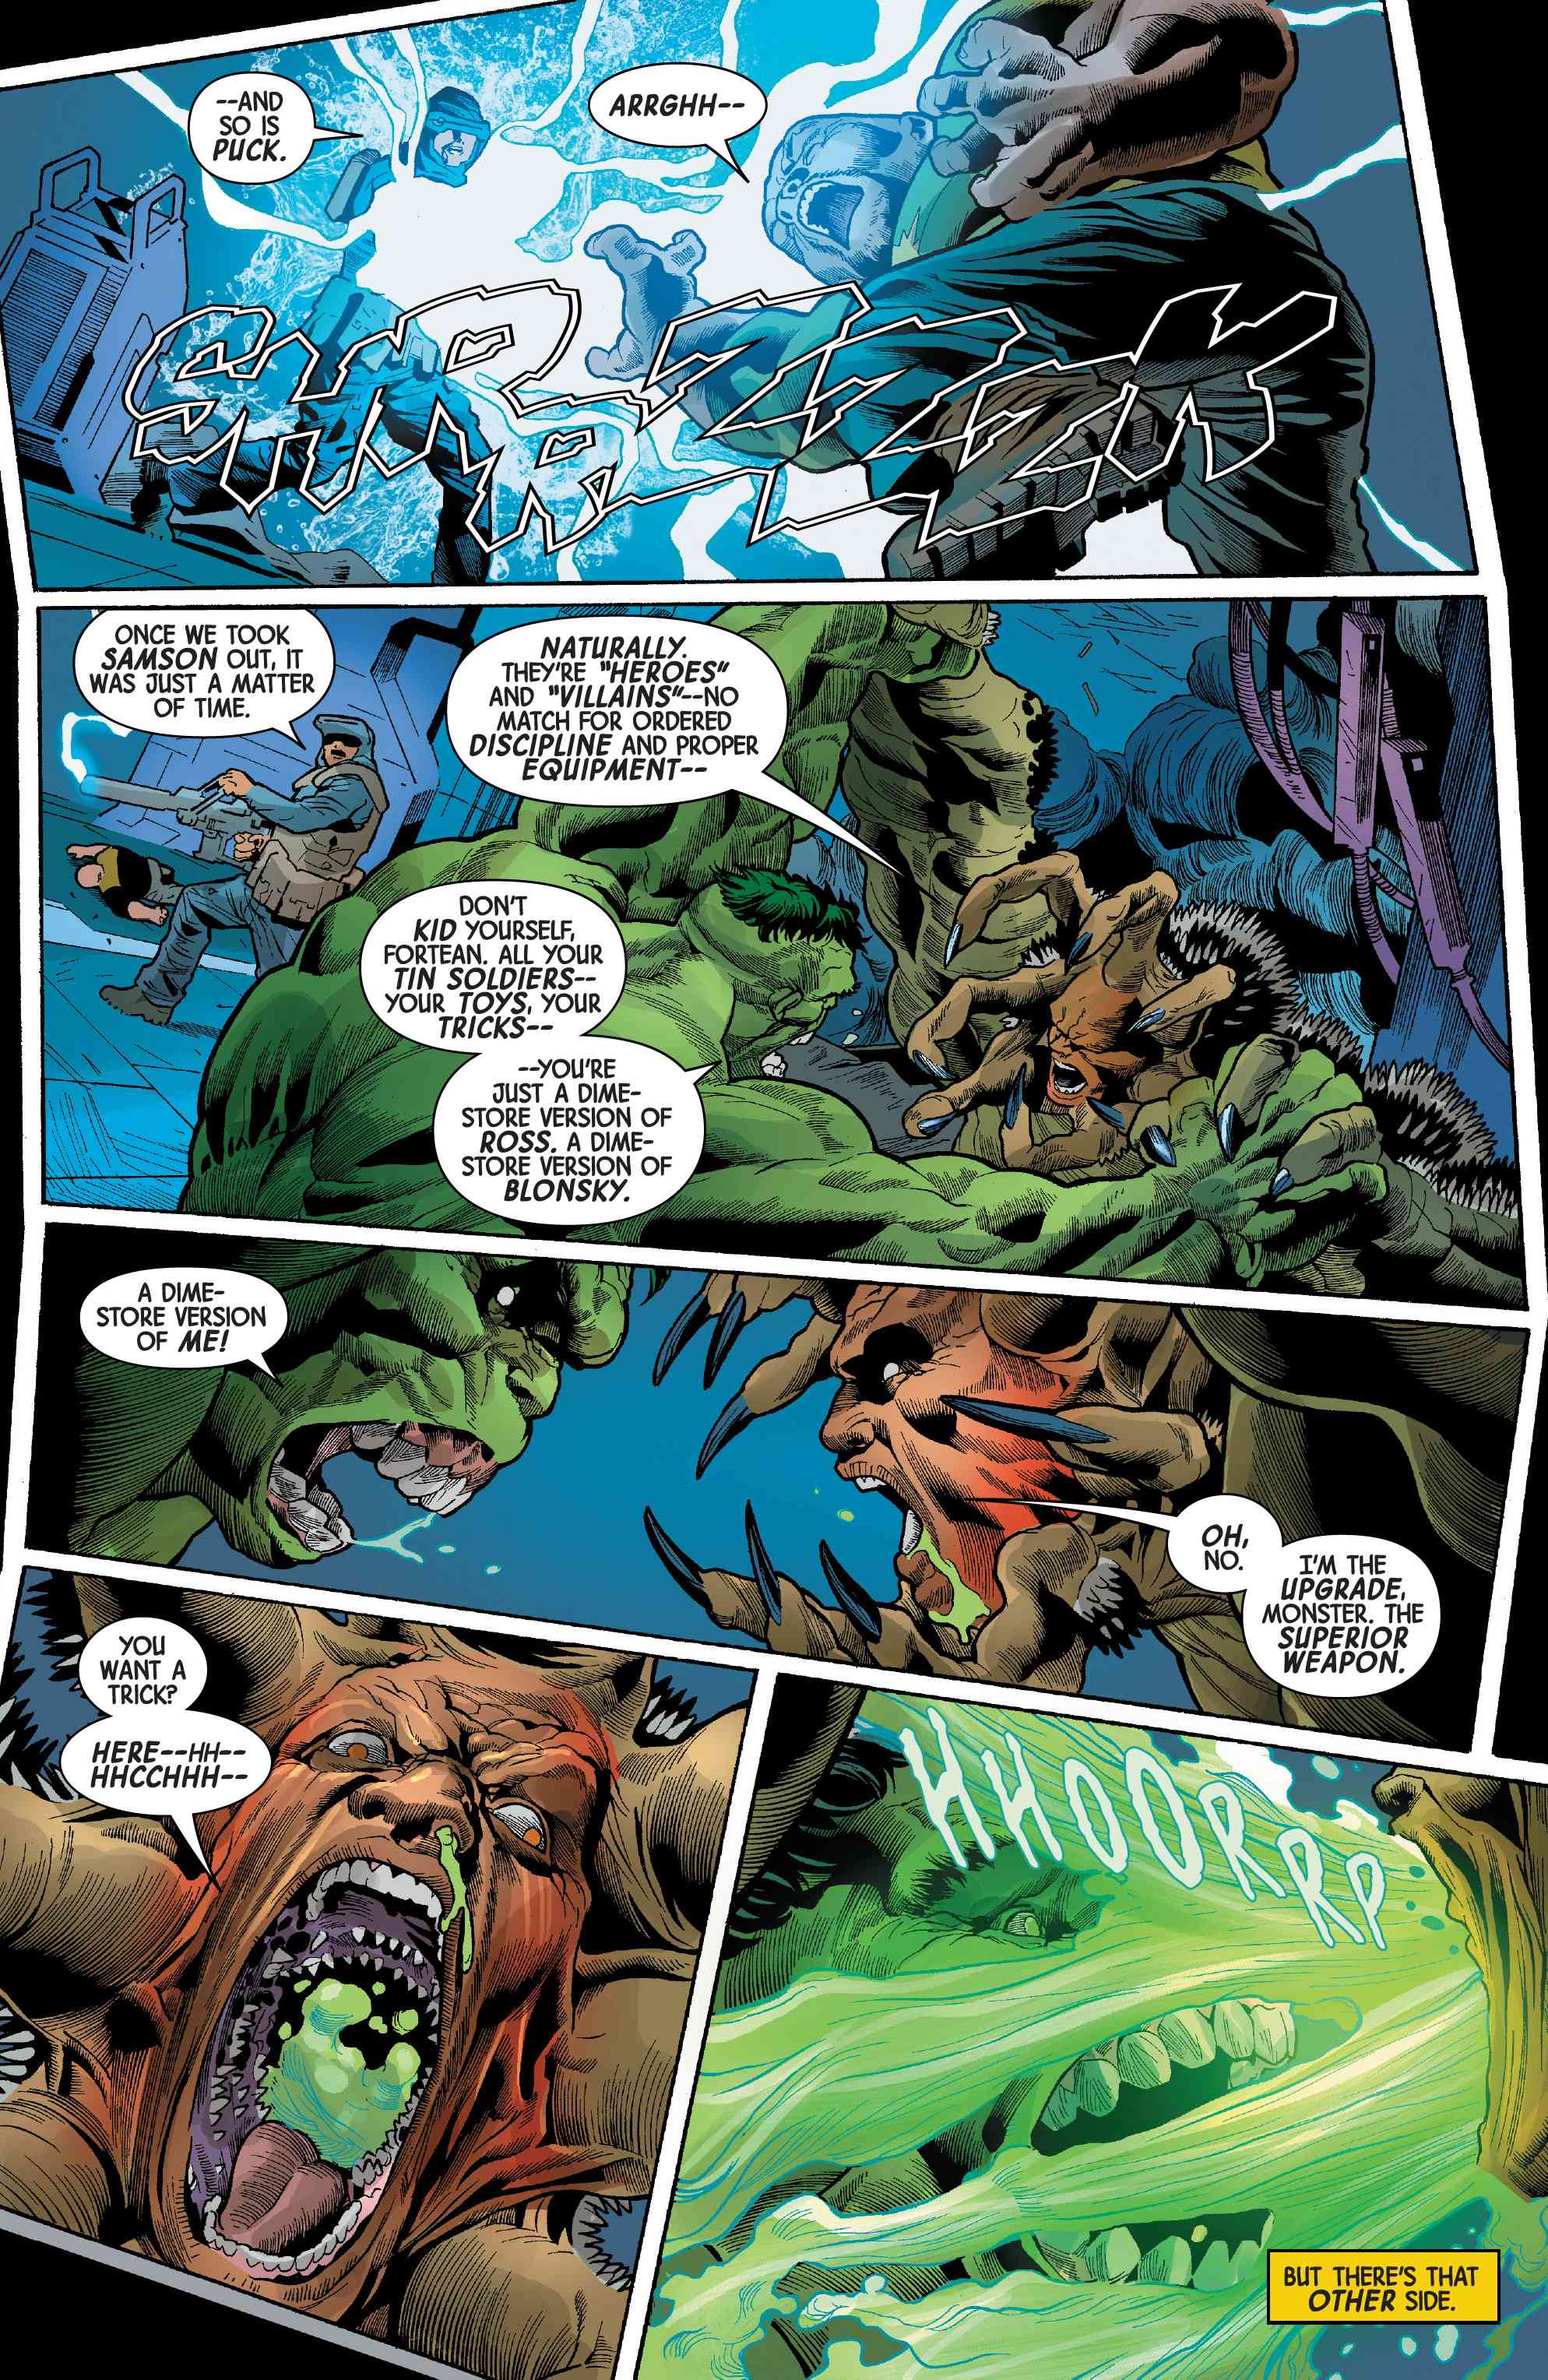 --AND
SO IS
PUCK.
ARRGHH--
SHRRZZZK
ONCE WE TOOK
SAMSON OUT, IT
WAS JUST A MATTER
OF TIME.
NATURALLY.
THEY'RE "HEROES"
AND "VILLAINS"--NO
MATCH FOR ORDERED
DISCIPLINE AND PROPER
EQUIPMENT--
DON'T
KID YOURSELF,
FORTEAN. ALL YOUR
TIN SOLDIERS--
YOUR TOYS, YOUR
TRICKS--
--YOU'RE
JUST A DIME-
STORE VERSION OF
ROSS. A DIME-
STORE VERSION OF
BLONSKY.
A DIME-
STORE VERSION
OF ME!
OH,
NO.
I'M THE
UPGRADE,
MONSTER. THE
SUPERIOR
WEAPON.
YOU
WANT A
TRICK?
HERE--HH--
HHCCHHH--
HHOORRRP
BUT THERE'S THAT
OTHER SIDE.